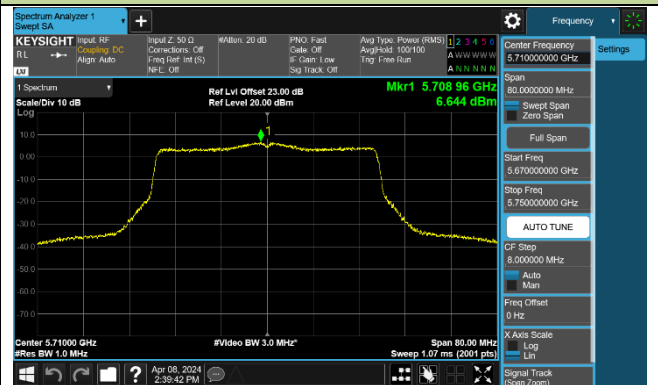 Spectrum Analyzer 1
Swept SA
+
Frequency
KEYSIGHT
RL
LXI
Input: RF
Coupling: DC
Align: Auto
Input Z: 50 Ω
Corrections: Off
Freq Ref: Int (S)
NFE: Off
#Atten: 20 dB
PNO: Fast
Gate: Off
IF Gain: Low
Sig Track: Off
Avg Type: Power (RMS)
Avg|Hold: 100/100
Trig: Free Run
1 2 3 4 5 6
A W W W W W
A N N N N N
1 Spectrum
Scale/Div 10 dB
Log
Ref Lvl Offset 23.00 dB
Ref Level 20.00 dBm
Mkr1 5.708 96 GHz
6.644 dBm
1
10.0
0.00
-10.0
-20.0
-30.0
-40.0
-50.0
-60.0
-70.0
Center 5.71000 GHz
#Res BW 1.0 MHz
#Video BW 3.0 MHz*
Span 80.00 MHz
Sweep 1.07 ms (2001 pts)
Apr 08, 2024
2:39:42 PM
?
Center Frequency
5.710000000 GHz
Settings
Span
80.0000000 MHz
Swept Span
Zero Span
Full Span
Start Freq
5.670000000 GHz
Stop Freq
5.750000000 GHz
AUTO TUNE
CF Step
8.000000 MHz
Auto
Man
Freq Offset
0 Hz
X Axis Scale
Log
Lin
Signal Track
(Span Zoom)